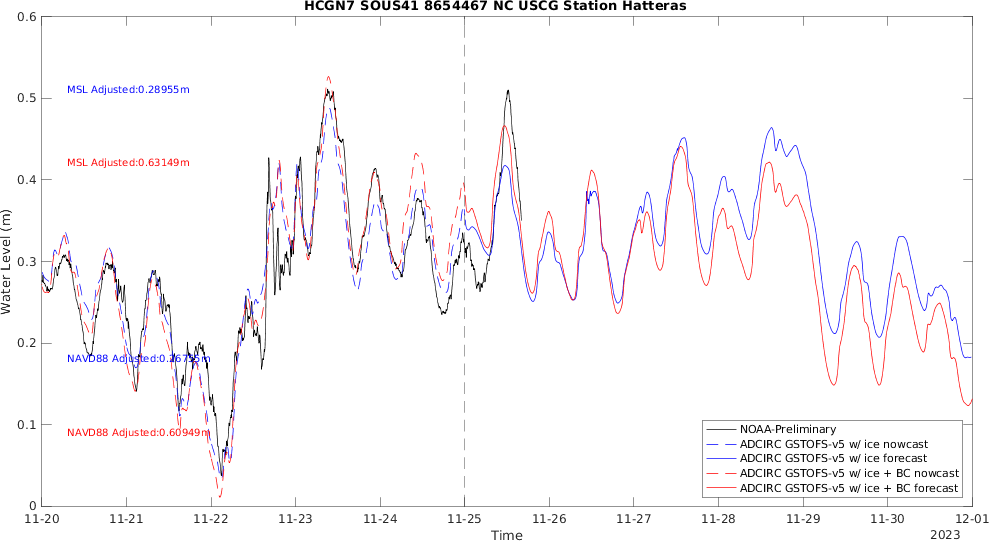 HCGN7 SOUS41 8654467 NC USCG Station Hatteras
Water Level (m)
0.6
0.5
0.4
0.3
0.2
0.1
0
MSL Adjusted:0.28955m
MSL Adjusted:0.63149m
NAVD88 Adjusted:0.26755m
NAVD88 Adjusted:0.60949m
NOAA-Preliminary
ADCIRC GSTOFS-v5 w/ ice nowcast
ADCIRC GSTOFS-v5 w/ ice forecast
ADCIRC GSTOFS-v5 w/ ice + BC nowcast
ADCIRC GSTOFS-v5 w/ ice + BC forecast
11-20 11-21 11-22 11-23 11-24 11-25 11-26 11-27 11-28 11-29 11-30 12-01
Time
2023